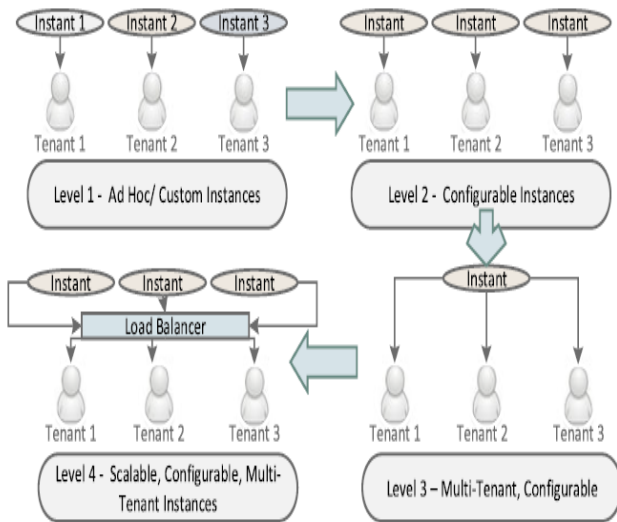 Instant 1 Instant 2 Instant 3
Tenant 1 Tenant 2 Tenant 3
Level 1 - Ad Hoc/ Custom Instances
Instant Instant Instant
Tenant 1 Tenant 2 Tenant 3
Level 2 - Configurable Instances
Instant
Tenant 1 Tenant 2 Tenant 3
Level 3 – Multi-Tenant, Configurable
Instant Instant Instant
Load Balancer
Tenant 1 Tenant 2 Tenant 3
Level 4 - Scalable, Configurable, Multi-
Tenant Instances